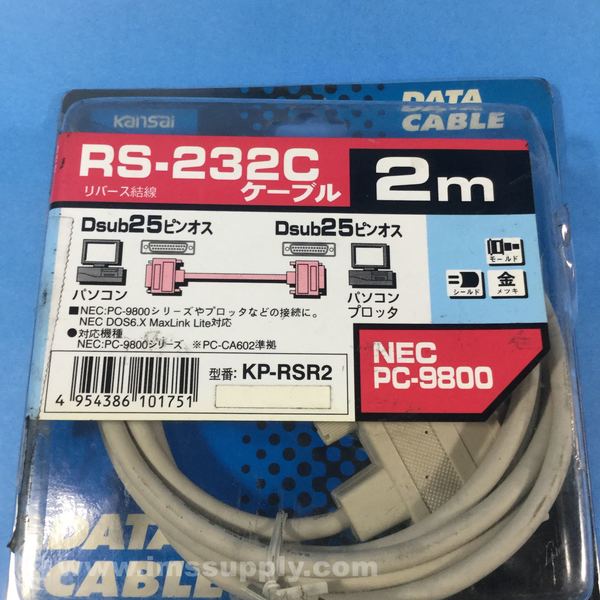 Kansai
DATA
CABLE
RS-232C
リバース結線
ケーブル
2m
Dsub25ピンオス
Dsub25ピンオス
パソコン
パソコン
プロッタ
モールド
シールド
金
メツキ
■NEC:PC-9800シリーズやプロッタなどの接続に。
NEC DOS6.X MaxLink Lite対応
●対応機種
NEC:PC-9800シリーズ ※PC-CA602準拠
型番: KP-RSR2
4 954386 101751
NEC
PC-9800
DATA
CABLE
www.imssupply.com